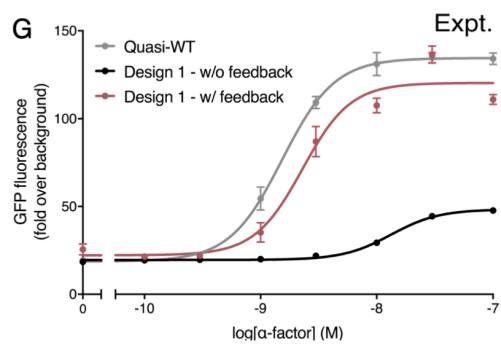 G
Expt.
Quasi-WT
Design 1 - w/o feedback
Design 1 - w/ feedback
GFP fluorescence
(fold over background)
150
100
50
0
0
-10
-9
-8
-7
log[α-factor] (M)